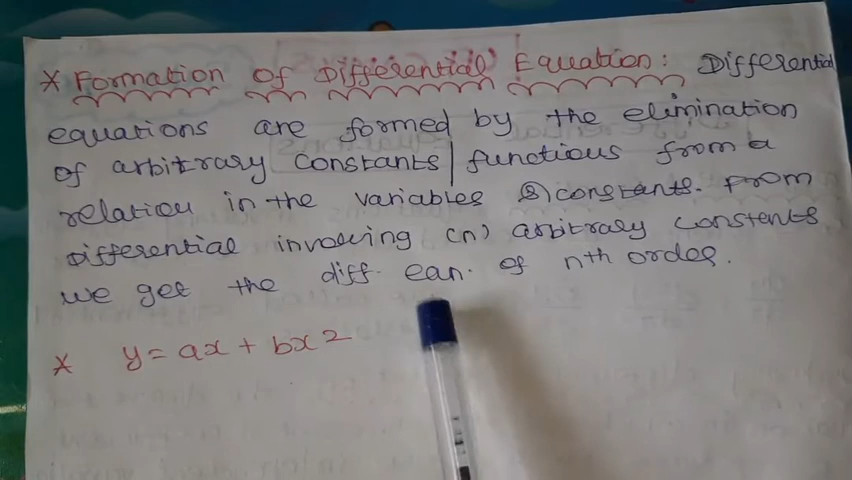 * Formation Of Differential Equation: Differential
equations are formed by the elimination
of arbitrary constants/functions from a
relation in the variables & constants. From
Differential involving (n) arbitrary constents
we get the diff. eqn. of nth order.
* y = ax + bx2